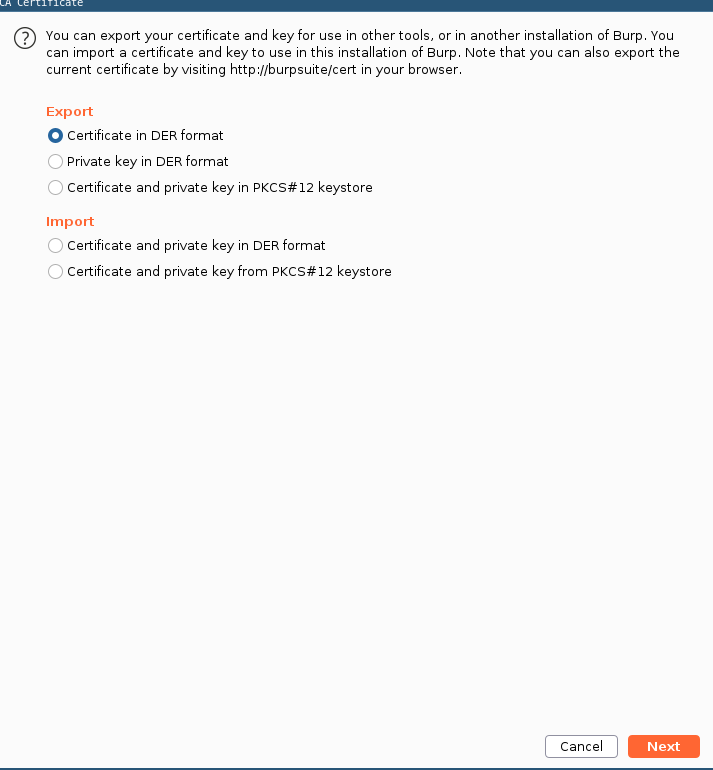 CA Certificate
You can export your certificate and key for use in other tools, or in another installation of Burp. You
can import a certificate and key to use in this installation of Burp. Note that you can also export the
current certificate by visiting http://burpsuite/cert in your browser.
Export
Certificate in DER format
Private key in DER format
Certificate and private key in PKCS#12 keystore
Import
Certificate and private key in DER format
Certificate and private key from PKCS#12 keystore
Cancel
Next